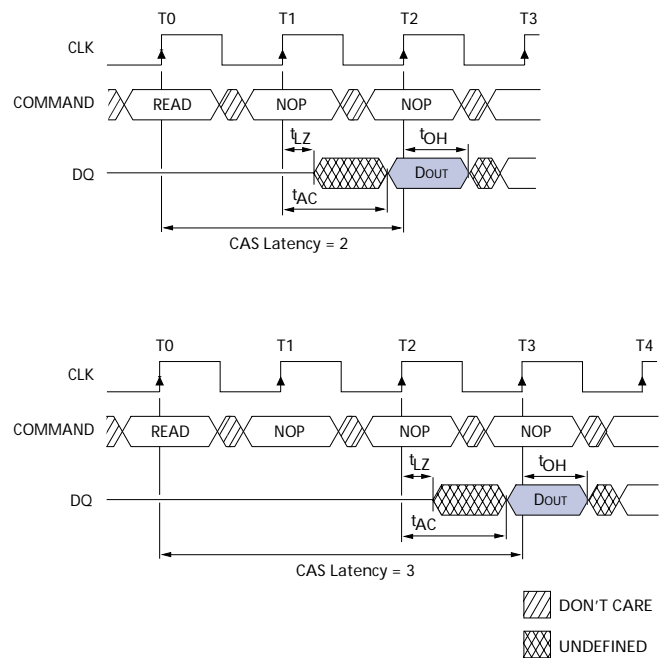 T0 T1 T2 T3
CLK
COMMAND READ NOP NOP
tLZ tOH
DQ DOUT
tAC
CAS Latency = 2
T0 T1 T2 T3 T4
CLK
COMMAND READ NOP NOP NOP
tLZ tOH
DQ DOUT
tAC
CAS Latency = 3
DON'T CARE
UNDEFINED